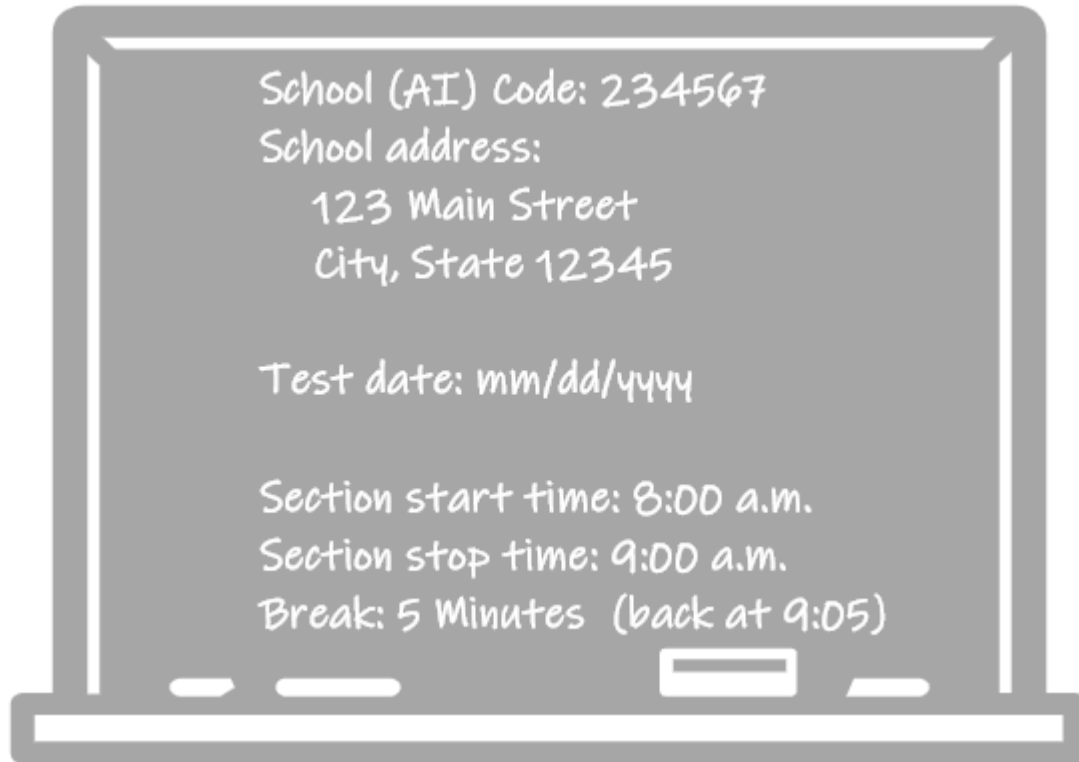 School (AI) Code: 234567
School address:
123 Main Street
City, State 12345
Test date: mm/dd/yyyy
Section start time: 8:00 a.m.
Section stop time: 9:00 a.m.
Break: 5 Minutes (back at 9:05)